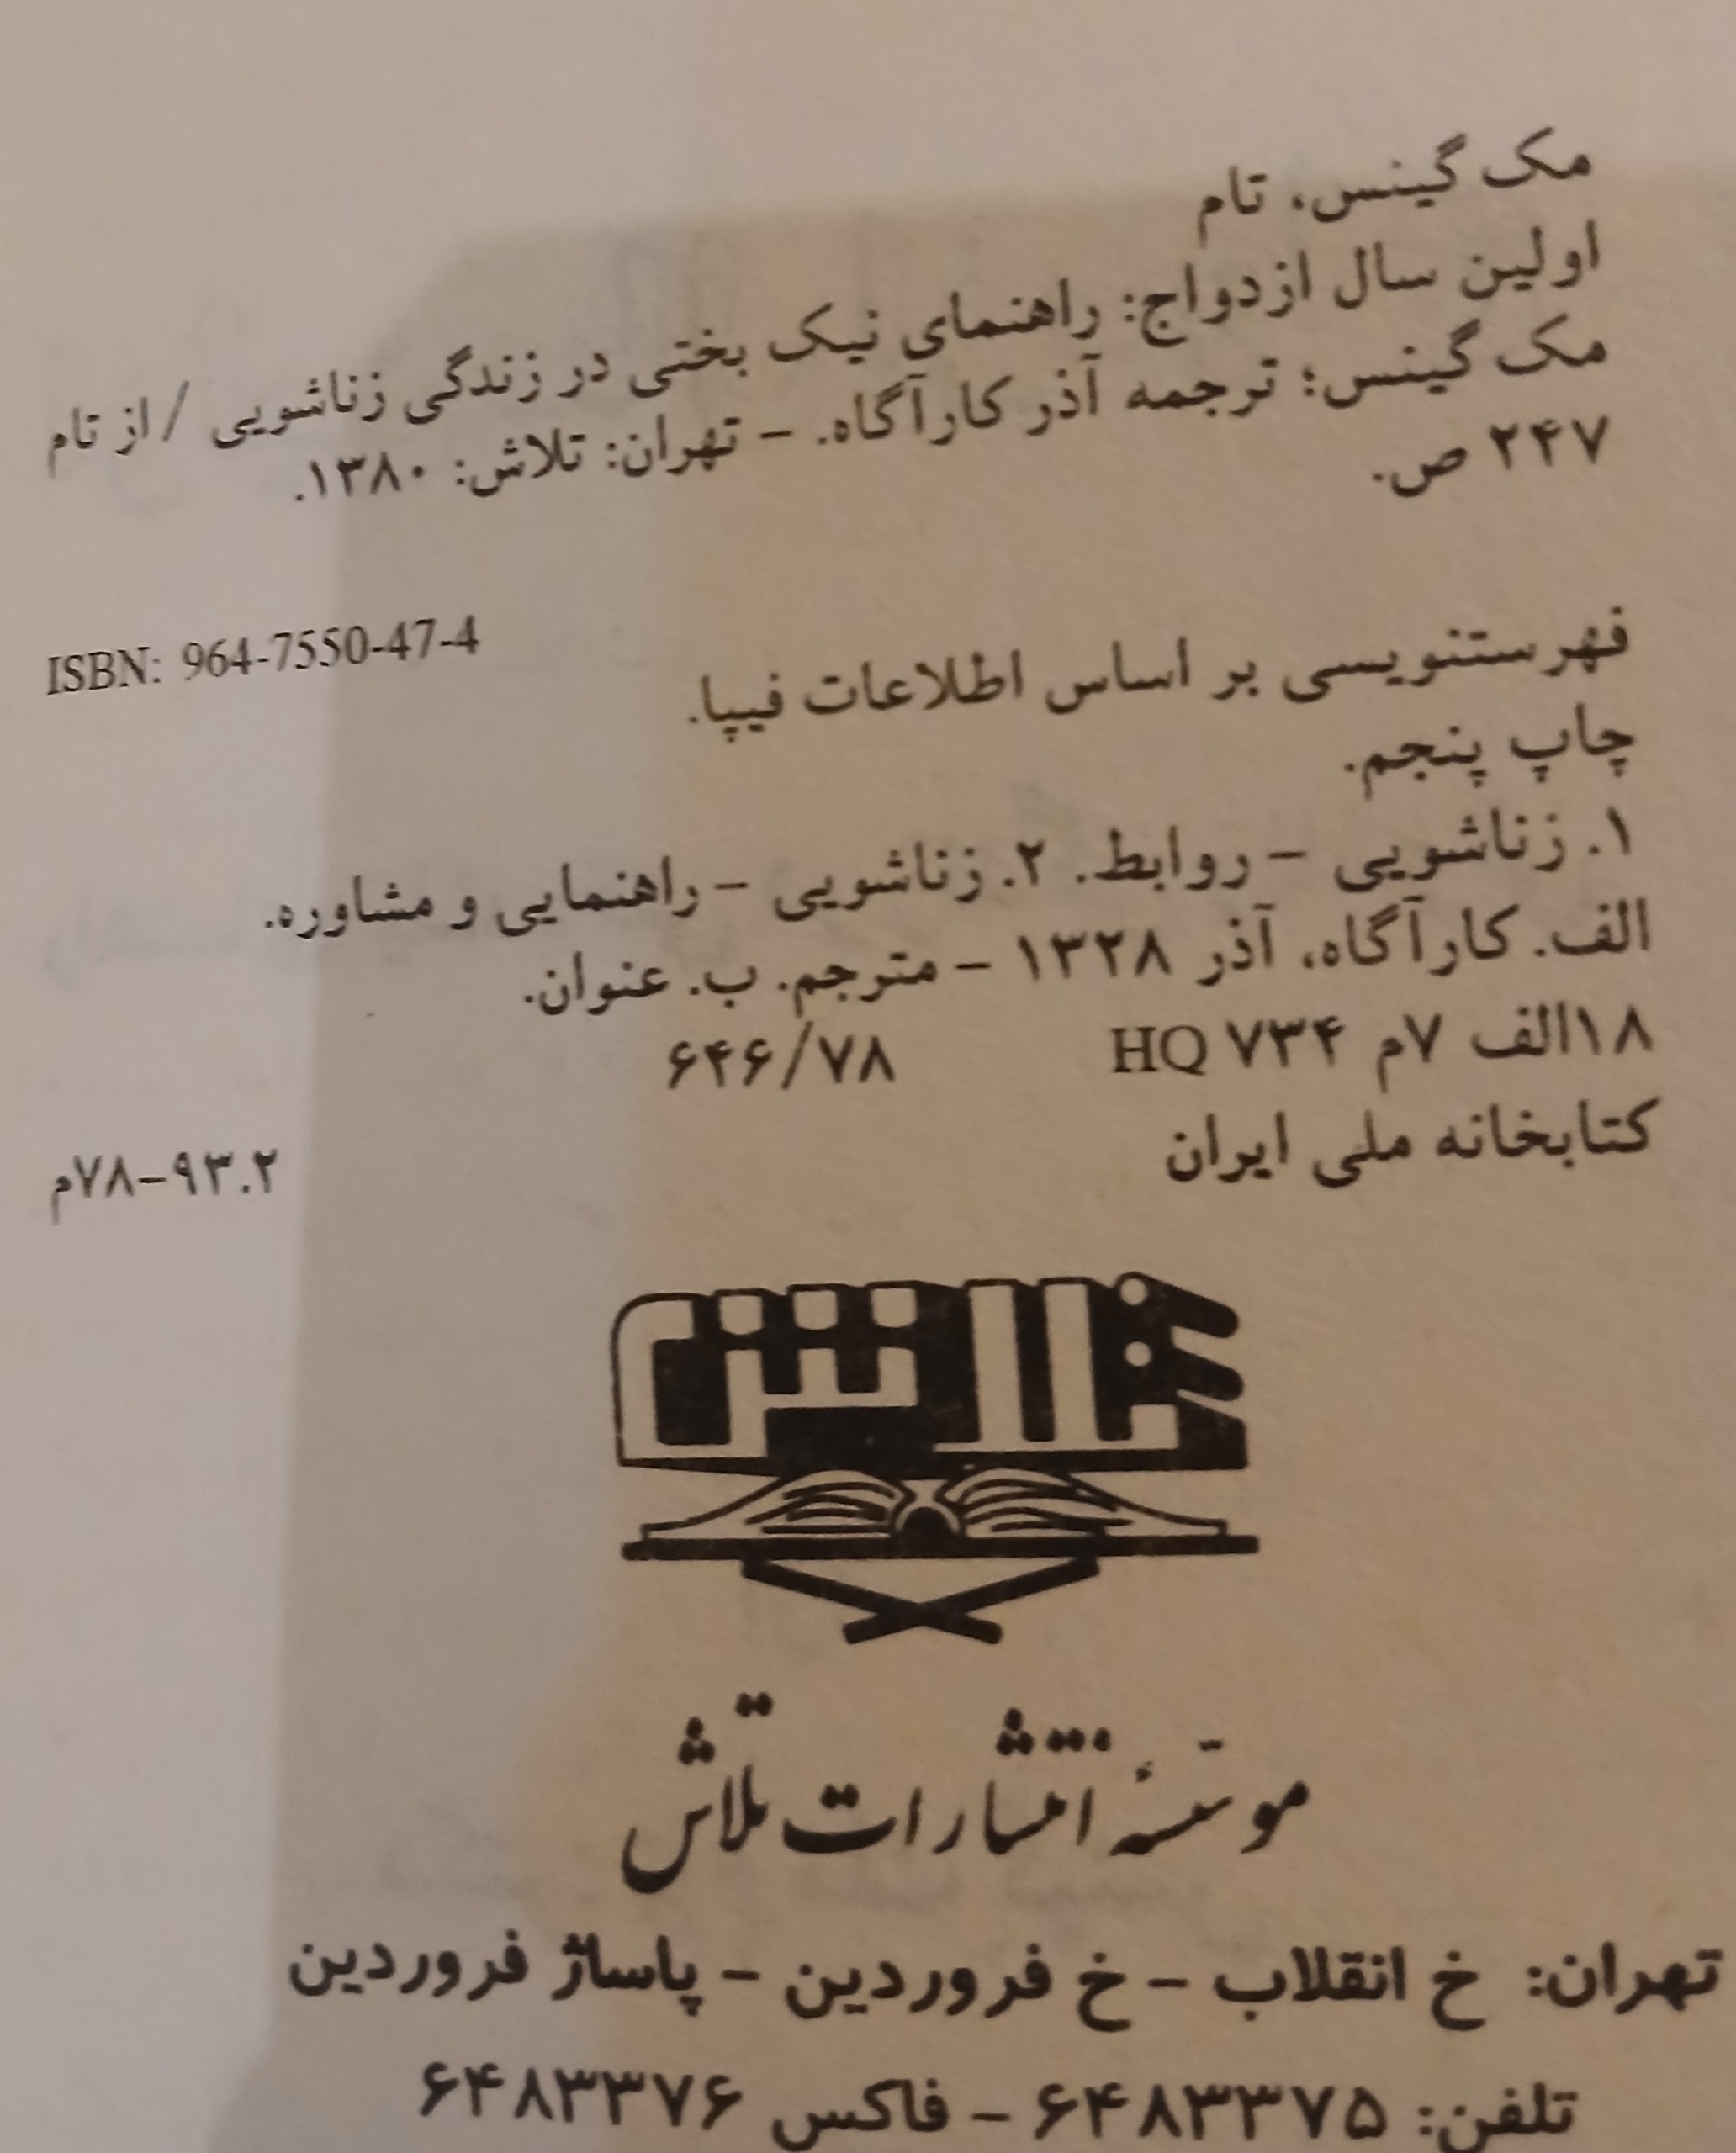 مک گینس، تام
اولین سال ازدواج: راهنمای نیک بختی در زندگی زناشویی / از تام
مک گینس؛ ترجمه آذر کارآگاه. - تهران: تلاش: ۱۳۸۰.
۲۴۷ ص.
ISBN: 964-7550-47-4
فهرستنویسی بر اساس اطلاعات فیپا.
چاپ پنجم.
۱. زناشویی - روابط. ۲. زناشویی - راهنمایی و مشاوره.
الف. کارآگاه، آذر ۱۳۲۸ - مترجم. ب. عنوان.
۱۸الف ۷م HQ ۷۳۴ ۶۴۶/۷۸
کتابخانه ملی ایران م۷۸-۹۳.۲
تلاش
موسسهٔ انتشارات تلاش
تهران: خ انقلاب - خ فروردین - پاساژ فروردین
تلفن: ۶۴۸۳۳۷۵ - فاکس ۶۴۸۳۳۷۶